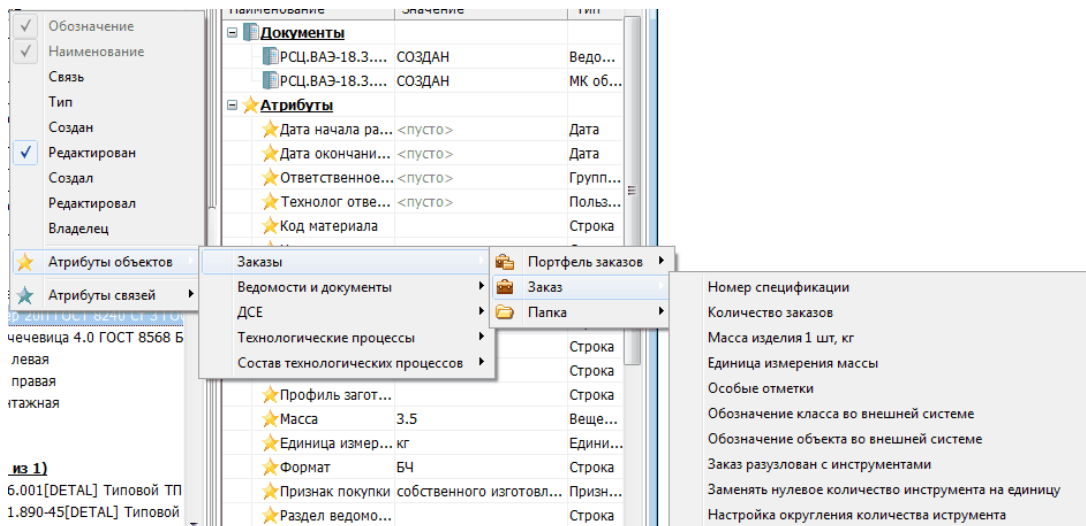 Наименование Значение Тип
Обозначение
Наименование
Связь
Тип
Создан
Редактирован
Создал
Редактировал
Владелец
Атрибуты объектов
Атрибуты связей
чечевица 4.0 ГОСТ 8568 Б
левая
правая
нтажная
из 1)
6.001[DETAL] Типовой ТП
1.890-45[DETAL] Типовой
Документы
РСЦ.ВАЭ-18.3.... СОЗДАН Ведо...
РСЦ.ВАЭ-18.3.... СОЗДАН МК об...
Атрибуты
Дата начала ра... <пусто> Дата
Дата окончани... <пусто> Дата
Ответственное... <пусто> Групп...
Технолог отве... <пусто> Польз...
Код материала Строка
Строка
Строка
Профиль загот... Строка
Масса 3.5 Веще...
Единица измер... кг Едини...
Формат БЧ Строка
Признак покупки собственного изготовл... Призн...
Раздел ведомо... Строка
Заказы
Ведомости и документы
ДСЕ
Технологические процессы
Состав технологических процессов
Портфель заказов
Заказ
Папка
Номер спецификации
Количество заказов
Масса изделия 1 шт, кг
Единица измерения массы
Особые отметки
Обозначение класса во внешней системе
Обозначение объекта во внешней системе
Заказ разузлован с инструментами
Заменять нулевое количество инструмента на единицу
Настройка округления количества иструмента